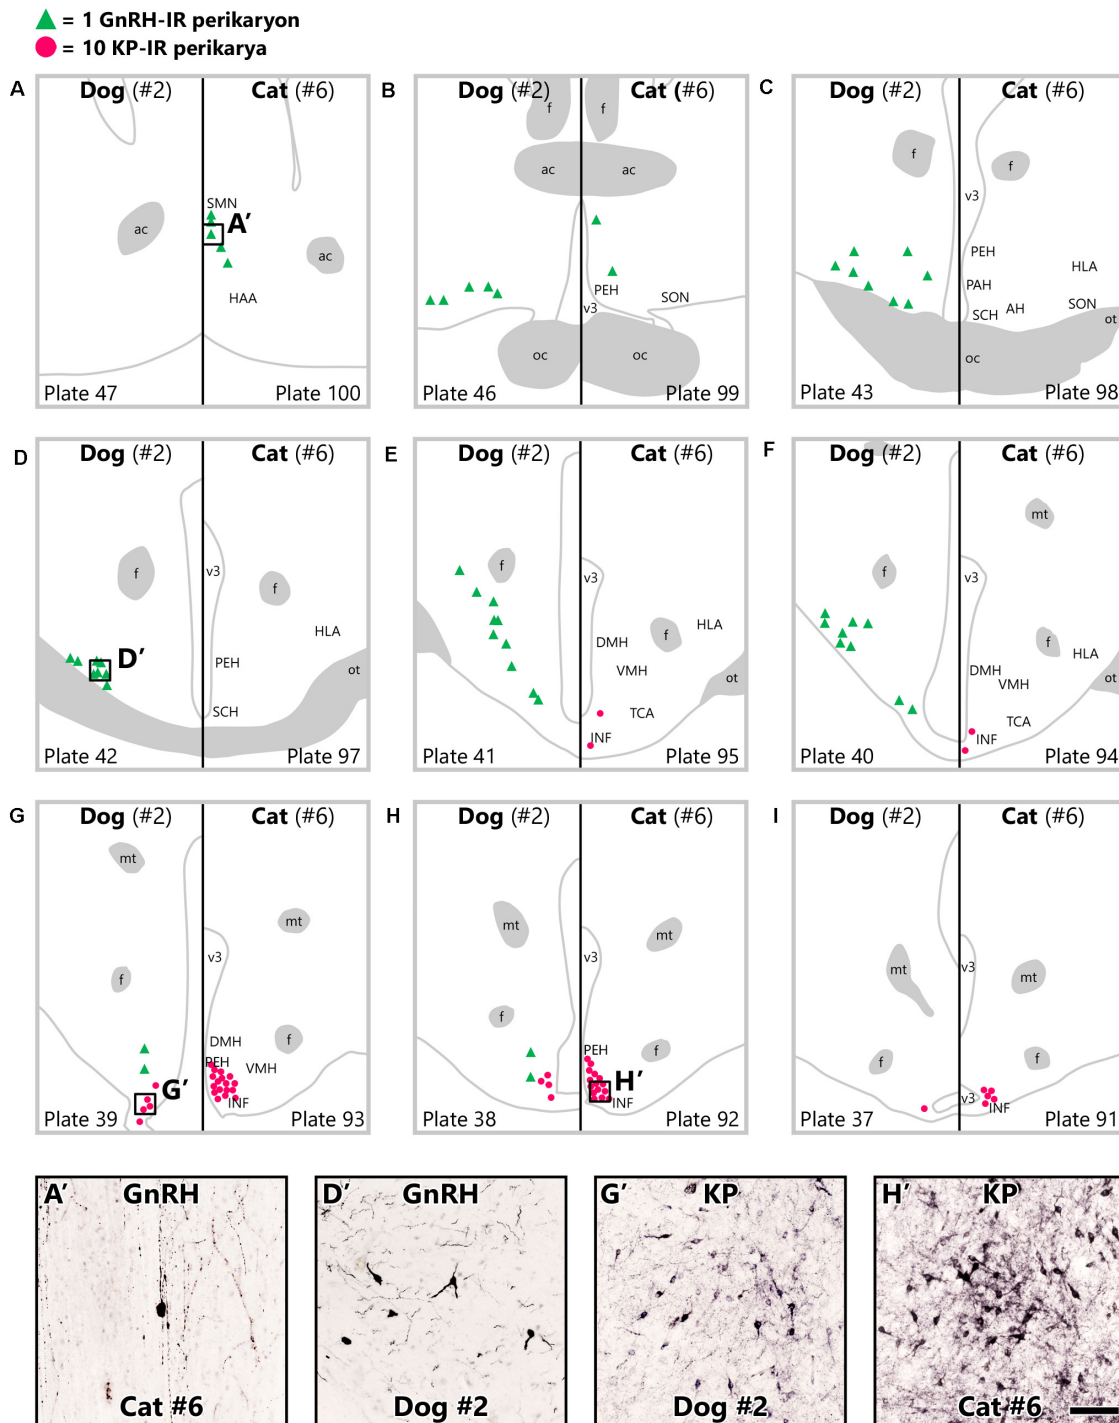 = 1 GnRH-IR perikaryon
= 10 KP-IR perikarya
A
Dog (#2)
Cat (#6)
SMN
A′
ac
ac
HAA
Plate 47
Plate 100
B
Dog (#2)
Cat (#6)
f
f
ac
ac
PEH
SON
v3
oc
oc
Plate 46
Plate 99
C
Dog (#2)
Cat (#6)
f
f
v3
PEH
HLA
PAH
SON
SCH
AH
ot
oc
Plate 43
Plate 98
D
Dog (#2)
Cat (#6)
f
v3
f
HLA
D′
PEH
ot
SCH
Plate 42
Plate 97
E
Dog (#2)
Cat (#6)
f
v3
DMH
f
HLA
VMH
ot
TCA
INF
Plate 41
Plate 95
F
Dog (#2)
Cat (#6)
mt
f
v3
f
HLA
DMH
VMH
ot
TCA
INF
Plate 40
Plate 94
G
Dog (#2)
Cat (#6)
mt
mt
v3
f
DMH
f
PEH
VMH
G′
INF
Plate 39
Plate 93
H
Dog (#2)
Cat (#6)
mt
mt
v3
f
PEH
f
H′
INF
Plate 38
Plate 92
I
Dog (#2)
Cat (#6)
mt
v3
mt
f
f
v3
INF
Plate 37
Plate 91
A′
GnRH
Cat #6
D′
GnRH
Dog #2
G′
KP
Dog #2
H′
KP
Cat #6